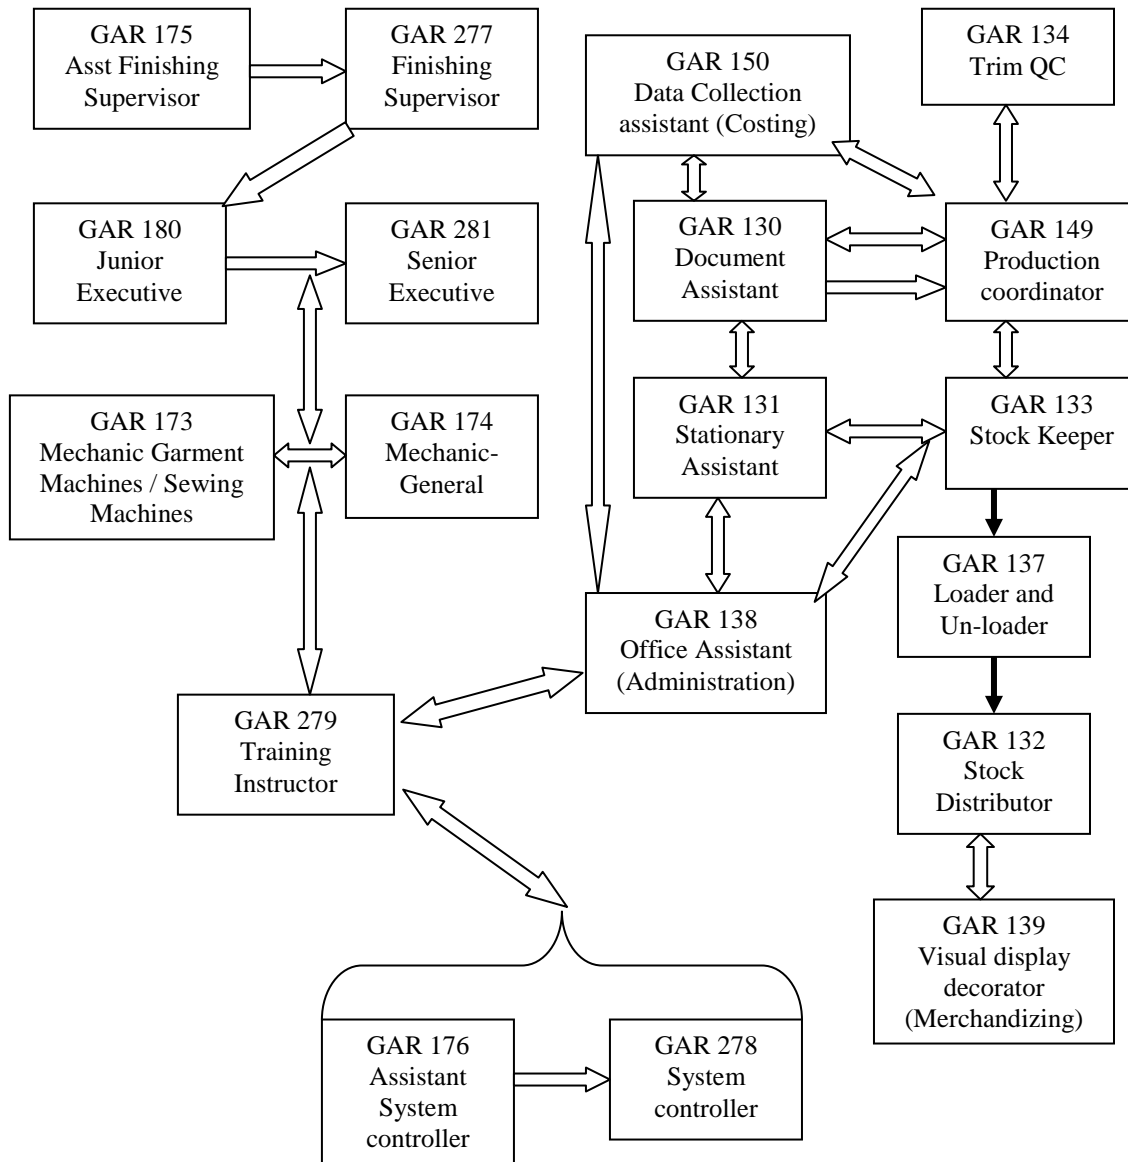 GAR 175
Asst Finishing
Supervisor
GAR 277
Finishing
Supervisor
GAR 150
Data Collection
assistant (Costing)
GAR 134
Trim QC
GAR 180
Junior
Executive
GAR 281
Senior
Executive
GAR 130
Document
Assistant
GAR 149
Production
coordinator
GAR 173
Mechanic Garment
Machines / Sewing
Machines
GAR 174
Mechanic-
General
GAR 131
Stationary
Assistant
GAR 133
Stock Keeper
GAR 137
Loader and
Un-loader
GAR 138
Office Assistant
(Administration)
GAR 279
Training
Instructor
GAR 132
Stock
Distributor
GAR 139
Visual display
decorator
(Merchandizing)
GAR 176
Assistant
System
controller
GAR 278
System
controller